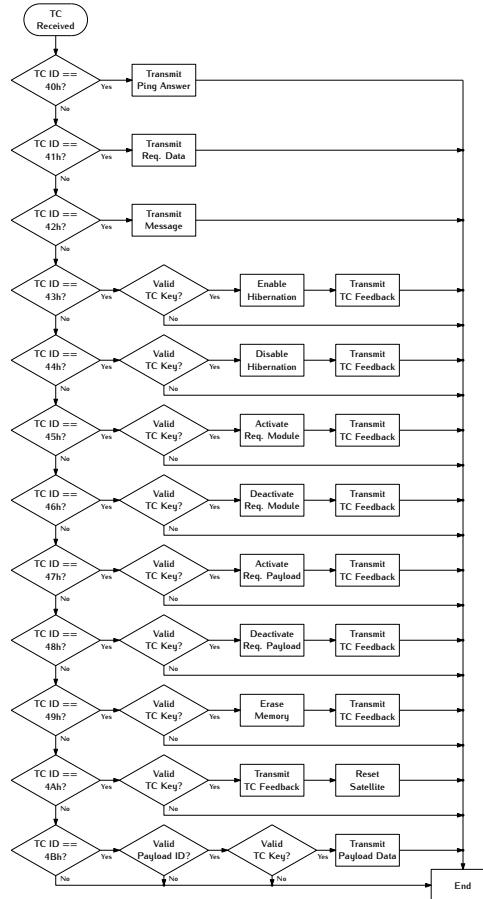 TC
Received
TC ID ==
40h?
Yes
Transmit
Ping Answer
No
TC ID ==
41h?
Yes
Transmit
Req. Data
No
TC ID ==
42h?
Yes
Transmit
Message
No
TC ID ==
43h?
Yes
Valid
TC Key?
Yes
Enable
Hibernation
Transmit
TC Feedback
No
No
TC ID ==
44h?
Yes
Valid
TC Key?
Yes
Disable
Hibernation
Transmit
TC Feedback
No
No
TC ID ==
45h?
Yes
Valid
TC Key?
Yes
Activate
Req. Module
Transmit
TC Feedback
No
No
TC ID ==
46h?
Yes
Valid
TC Key?
Yes
Deactivate
Req. Module
Transmit
TC Feedback
No
No
TC ID ==
47h?
Yes
Valid
TC Key?
Yes
Activate
Req. Payload
Transmit
TC Feedback
No
No
TC ID ==
48h?
Yes
Valid
TC Key?
Yes
Deactivate
Req. Payload
Transmit
TC Feedback
No
No
TC ID ==
49h?
Yes
Valid
TC Key?
Yes
Erase
Memory
Transmit
TC Feedback
No
No
TC ID ==
4Ah?
Yes
Valid
TC Key?
Yes
Transmit
TC Feedback
Reset
Satellite
No
No
TC ID ==
4Bh?
Yes
Valid
Payload ID?
Yes
Valid
TC Key?
Yes
Transmit
Payload Data
No
No
No
End